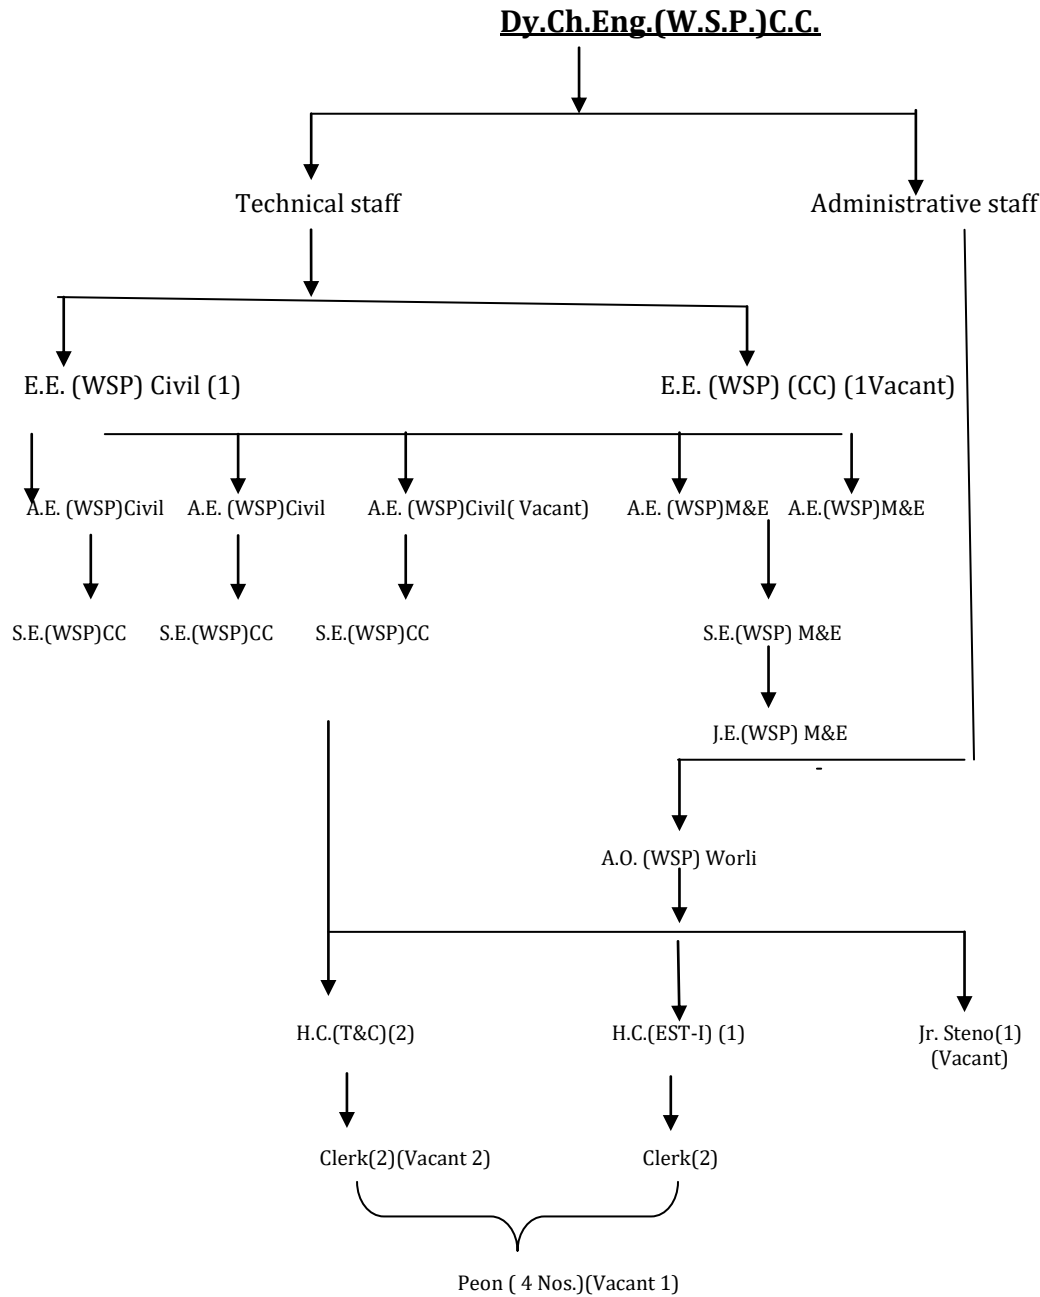 Dy.Ch.Eng.(W.S.P.)C.C.
Technical staff
Administrative staff
E.E. (WSP) Civil (1)
E.E. (WSP) (CC) (1Vacant)
A.E. (WSP)Civil
A.E. (WSP)Civil
A.E. (WSP)Civil( Vacant)
A.E. (WSP)M&E
A.E.(WSP)M&E
S.E.(WSP)CC
S.E.(WSP)CC
S.E.(WSP)CC
S.E.(WSP) M&E
J.E.(WSP) M&E
-
A.O. (WSP) Worli
H.C.(T&C)(2)
H.C.(EST-I) (1)
Jr. Steno(1)
(Vacant)
Clerk(2)(Vacant 2)
Clerk(2)
Peon ( 4 Nos.)(Vacant 1)